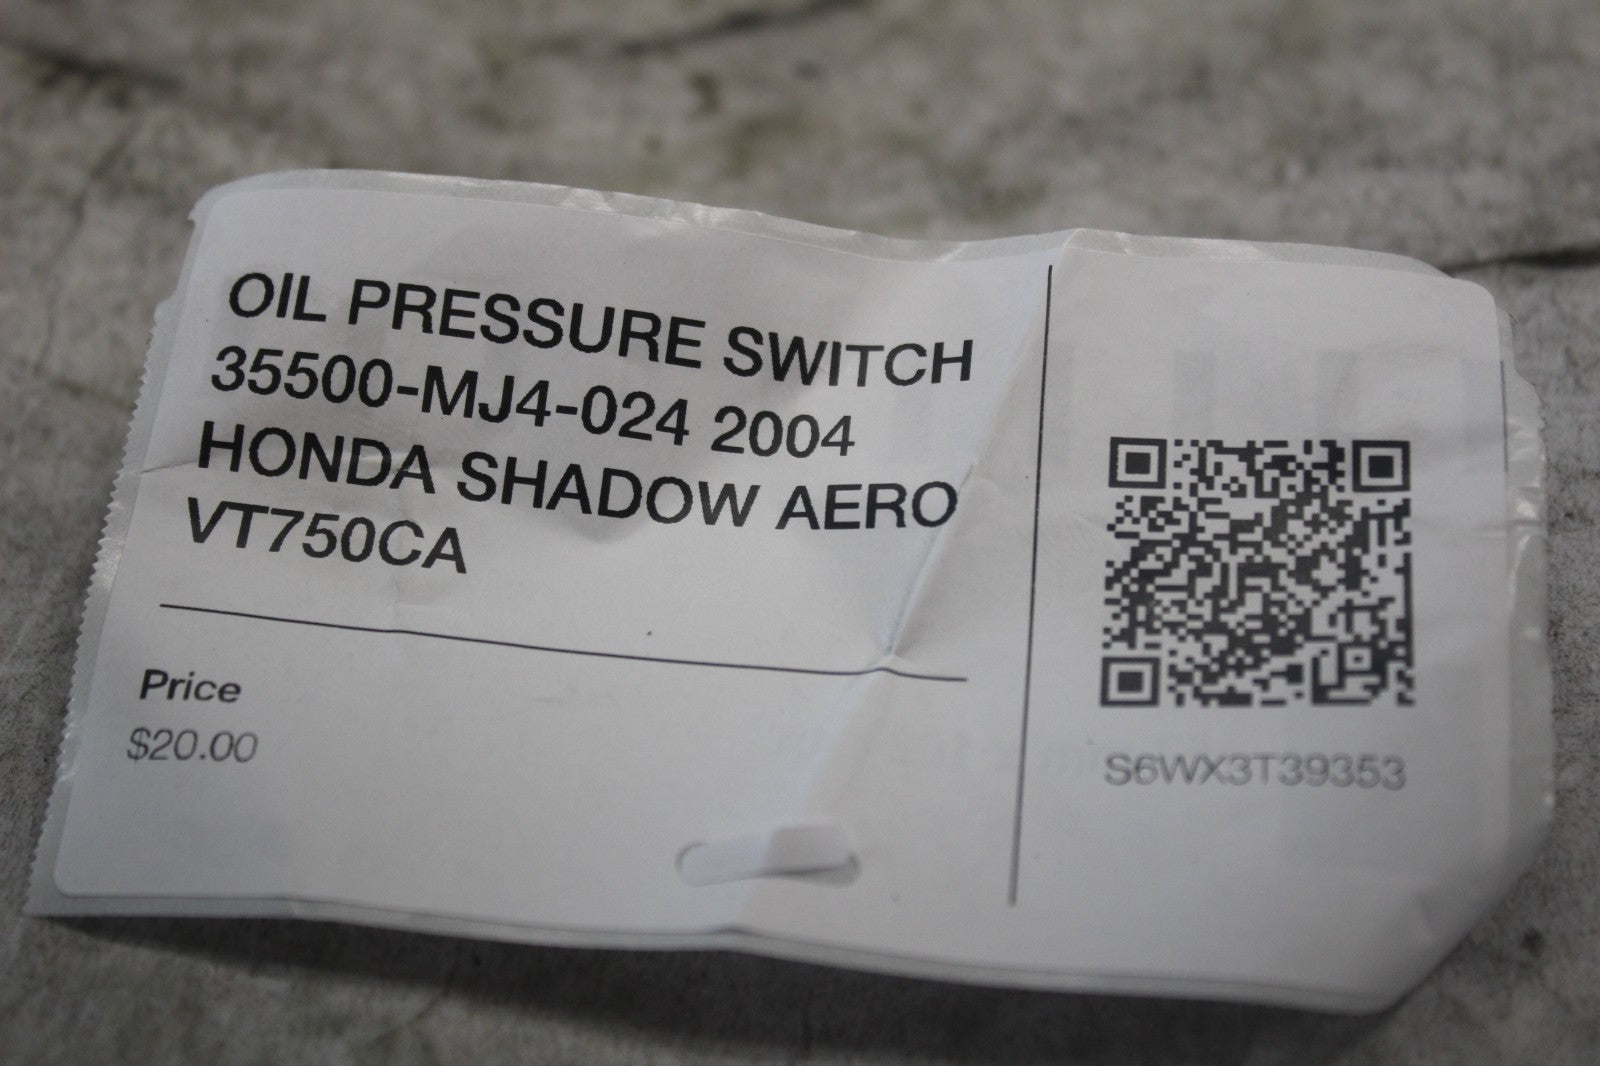 OIL PRESSURE SWITCH
35500-MJ4-024 2004
HONDA SHADOW AERO
VT750CA
Price
$20.00
S6WX3T39353